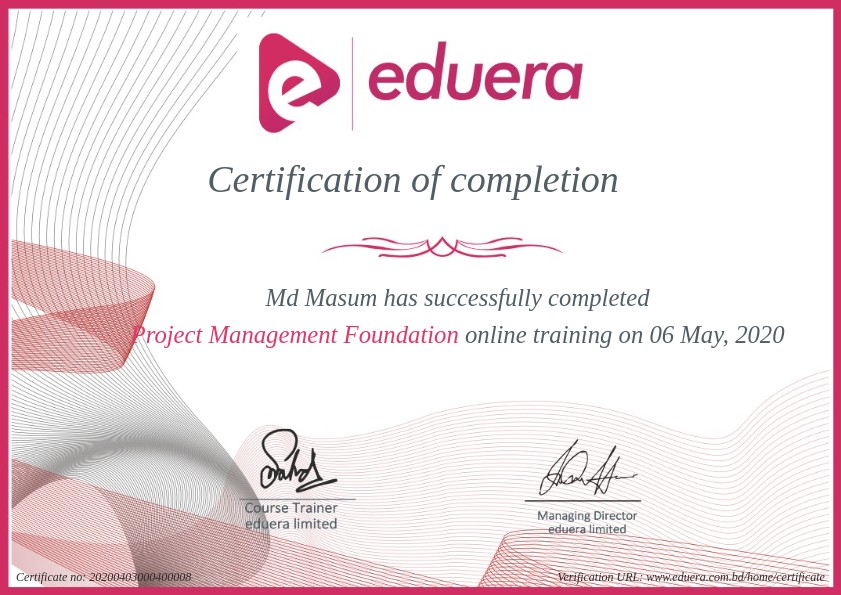 eduera
Certification of completion
Md Masum has successfully completed
Project Management Foundation online training on 06 May, 2020
Course Trainer
eduera limited
Managing Director
eduera limited
Certificate no: 20200403000400008
Verification URL: www.eduera.com.bd/home/certificate